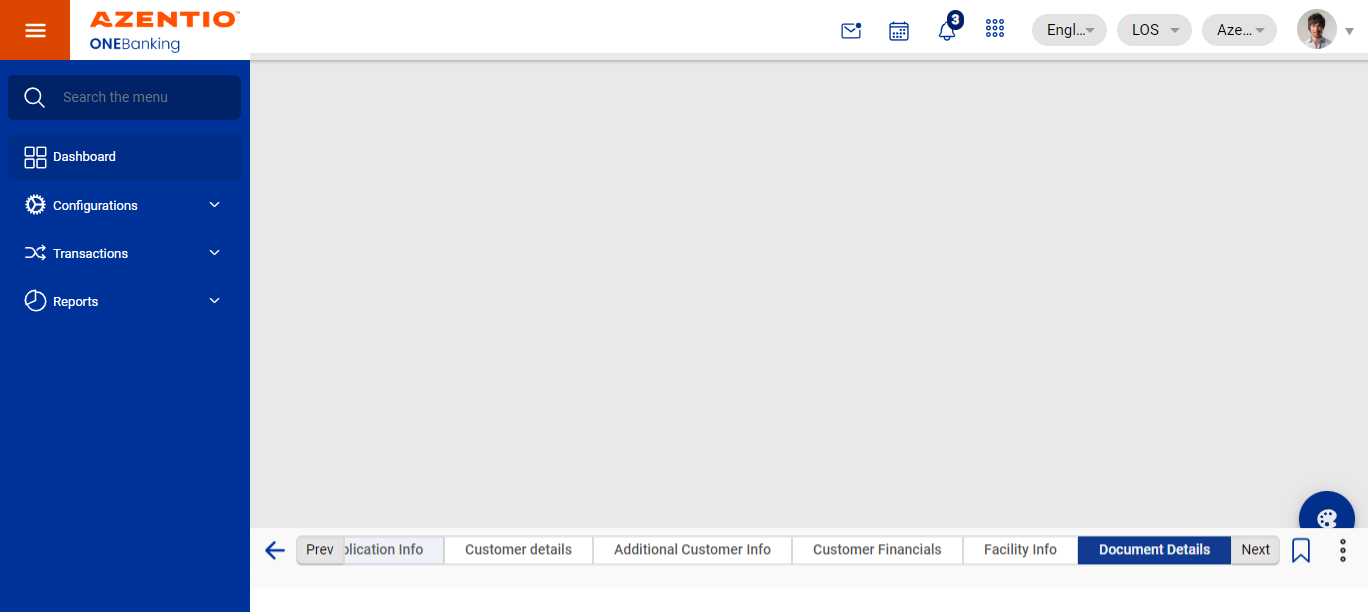 AZENTIO™
ONEBanking
3
Engl...
LOS
Aze...
Search the menu
Dashboard
Configurations
Transactions
Reports
Prev
plication Info
Customer details
Additional Customer Info
Customer Financials
Facility Info
Document Details
Next